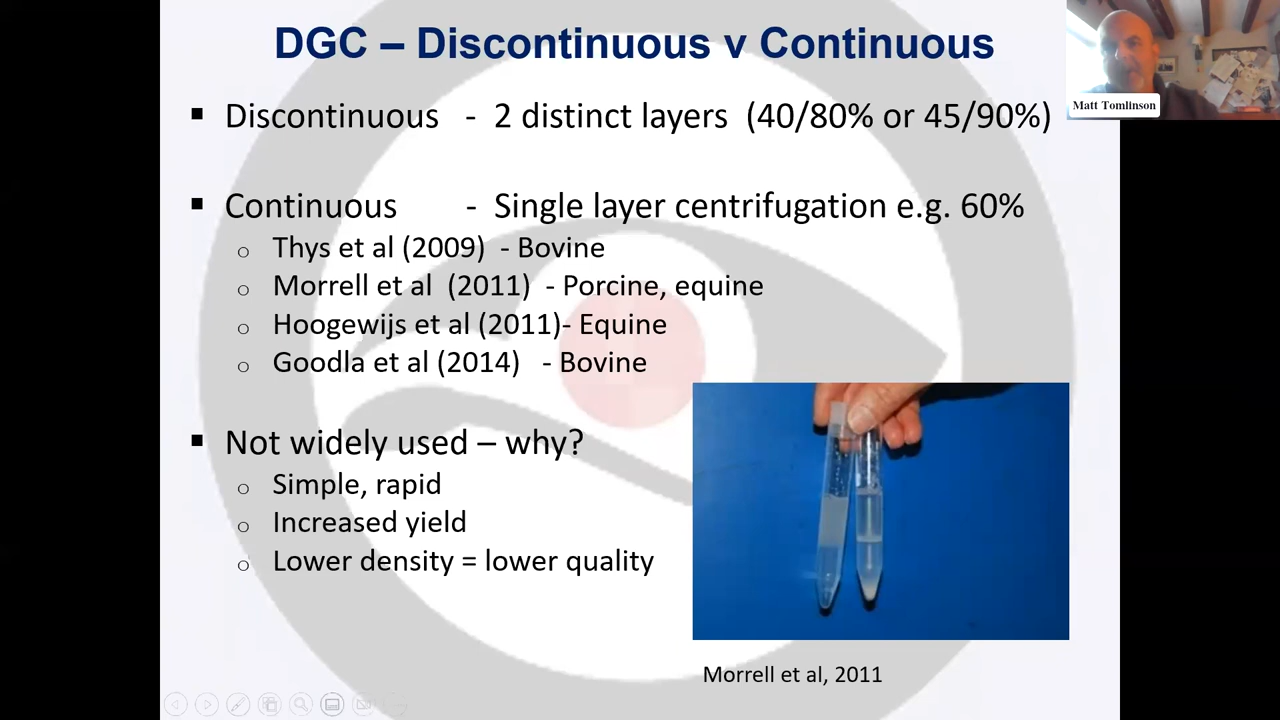 DGC – Discontinuous v Continuous
Matt Tomlinson
▪ Discontinuous - 2 distinct layers (40/80% or 45/90%)
▪ Continuous - Single layer centrifugation e.g. 60%
o Thys et al (2009) - Bovine
o Morrell et al (2011) - Porcine, equine
o Hoogewijs et al (2011)- Equine
o Goodla et al (2014) - Bovine
▪ Not widely used – why?
o Simple, rapid
o Increased yield
o Lower density = lower quality
Morrell et al, 2011